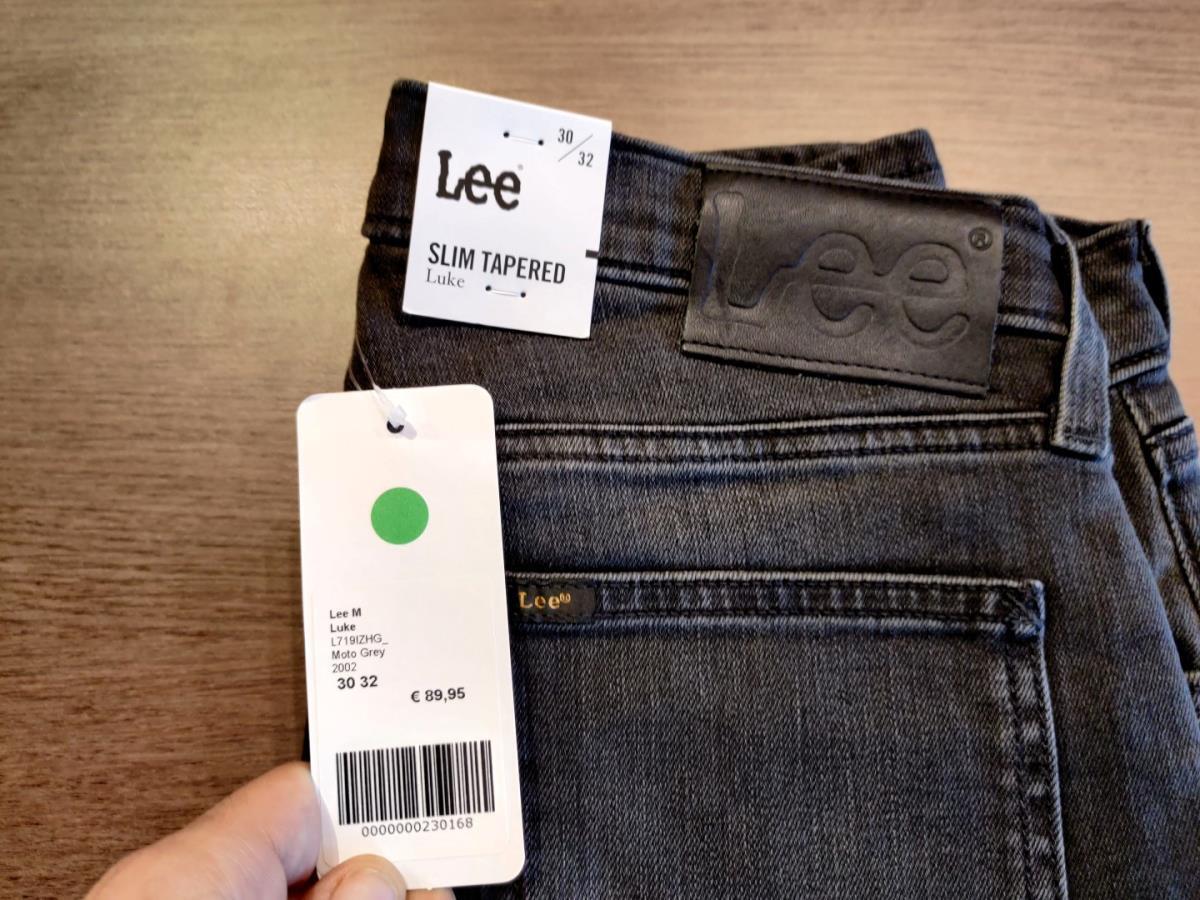 30
32
Lee®
SLIM TAPERED
Luke
Lee®
Lee
Lee M
Luke
L719IZHG_
Moto Grey
2002
30 32
€ 89,95
0000000230168